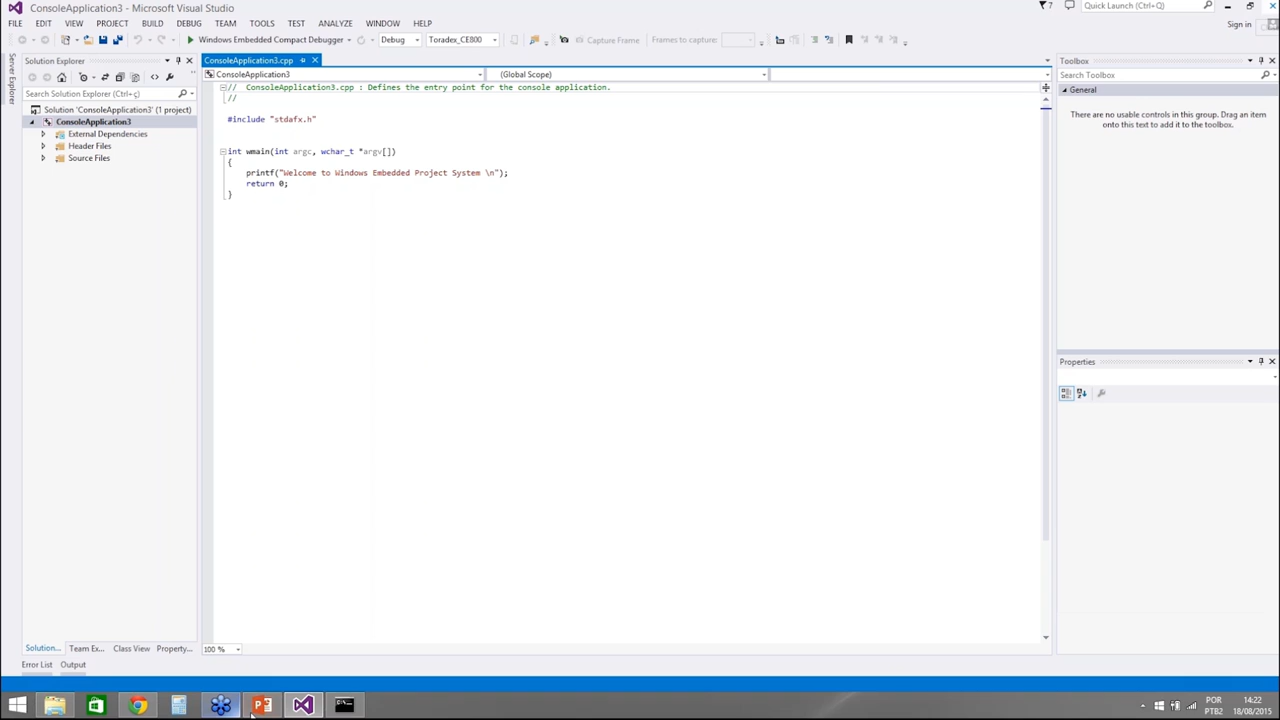 ConsoleApplication3 - Microsoft Visual Studio
7
Quick Launch (Ctrl+Q)
FILE EDIT VIEW PROJECT BUILD DEBUG TEAM TOOLS TEST ANALYZE WINDOW HELP
Sign in
Windows Embedded Compact Debugger
Debug
Toradex_CE800
Capture Frame
Frames to capture:
Server Explorer
Solution Explorer
Search Solution Explorer (Ctrl+ç)
Solution 'ConsoleApplication3' (1 project)
ConsoleApplication3
External Dependencies
Header Files
Source Files
ConsoleApplication3.cpp
ConsoleApplication3
(Global Scope)
// ConsoleApplication3.cpp : Defines the entry point for the console application.
//
#include "stdafx.h"
int wmain(int argc, wchar_t *argv[])
{
printf("Welcome to Windows Embedded Project System \n");
return 0;
}
Toolbox
Search Toolbox
General
There are no usable controls in this group. Drag an item
onto this text to add it to the toolbox.
Properties
100 %
Solution... Team Ex... Class View Property...
Error List Output
POR
PTB2
14:22
18/08/2015